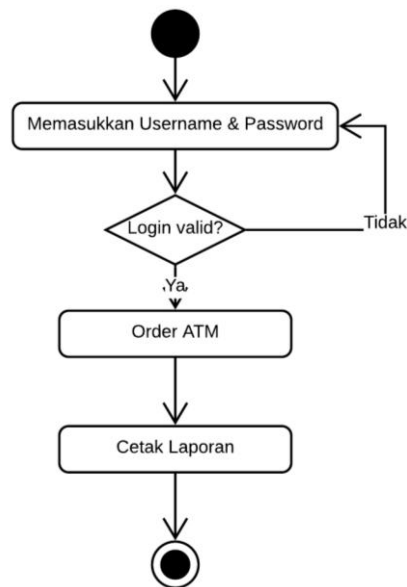 Memasukkan Username & Password
Login valid?
Tidak
Ya
Order ATM
Cetak Laporan